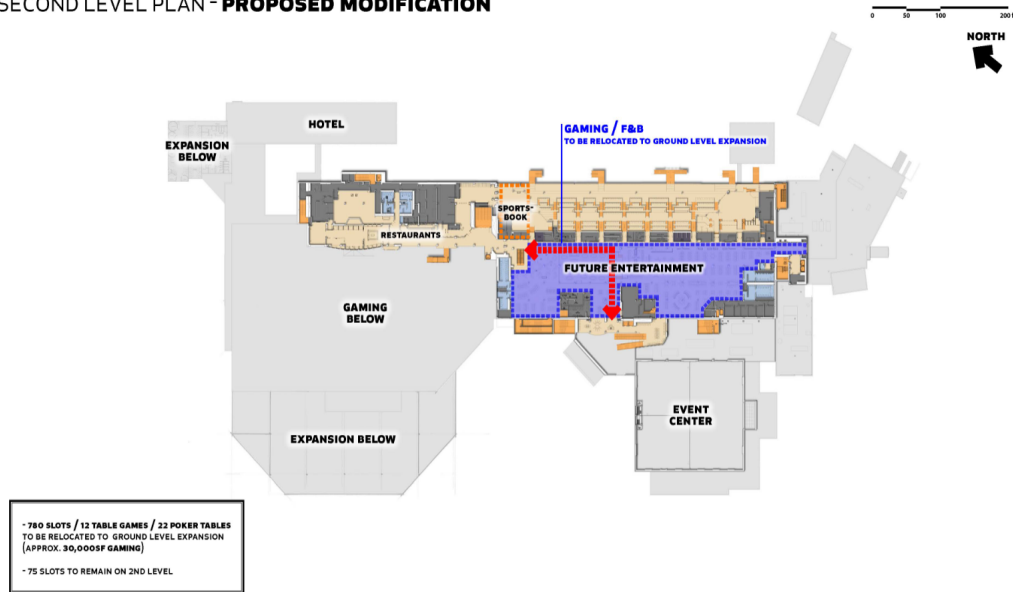 SECOND LEVEL PLAN - PROPOSED MODIFICATION
0 50 100 200
NORTH
HOTEL
EXPANSION
BELOW
GAMING / F&B
TO BE RELOCATED TO GROUND LEVEL EXPANSION
SPORTS-
BOOK
RESTAURANTS
FUTURE ENTERTAINMENT
GAMING
BELOW
EVENT
CENTER
EXPANSION BELOW
- 780 SLOTS / 12 TABLE GAMES / 22 POKER TABLES
TO BE RELOCATED TO GROUND LEVEL EXPANSION
(APPROX. 30,000SF GAMING)
- 75 SLOTS TO REMAIN ON 2ND LEVEL